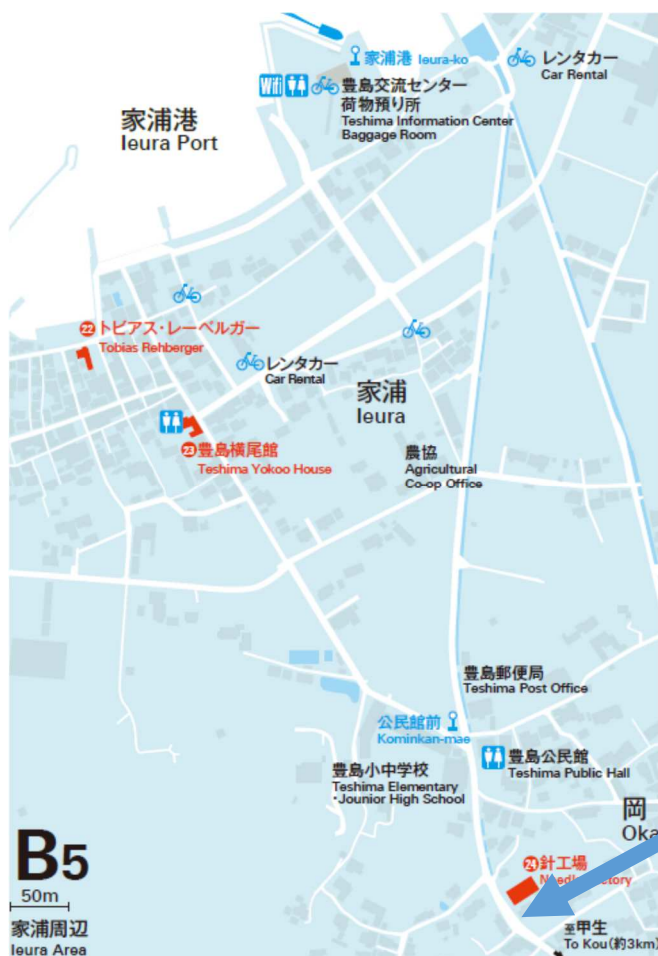 家浦港 Ieura-ko
レンタカー
Car Rental
Wifi
豊島交流センター
荷物預り所
Teshima Information Center
Baggage Room
家浦港
Ieura Port
22 トビアス・レーベルガー
Tobias Rehberger
レンタカー
Car Rental
家浦
Ieura
23 豊島横尾館
Teshima Yokoo House
農協
Agricultural
Co-op Office
豊島郵便局
Teshima Post Office
公民館前
Kominkan-mae
豊島公民館
Teshima Public Hall
豊島小中学校
Teshima Elementary
・Jounior High School
岡
Oka
B5
50m
24 針工場
家浦周辺
Ieura Area
至甲生
To Kou(約3km)